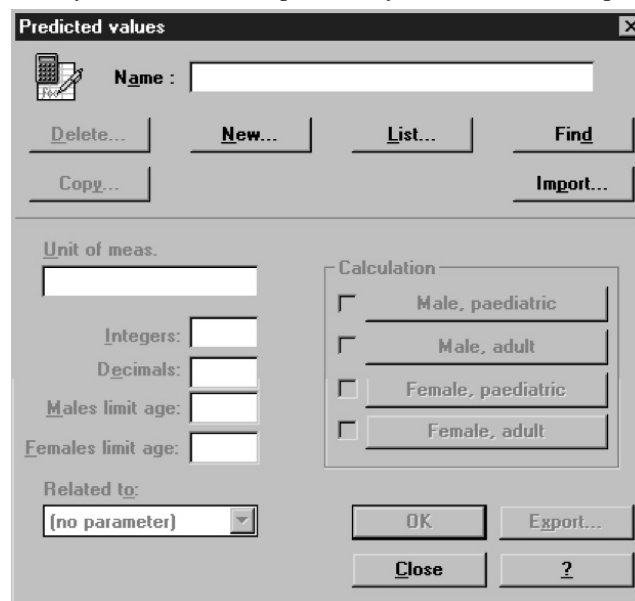 Predicted values
Name :
Delete... New... List... Find
Copy... Import...
Unit of meas.
Calculation
Male, paediatric
Integers:
Male, adult
Decimals:
Female, paediatric
Males limit age:
Female, adult
Females limit age:
Related to:
(no parameter) OK Export...
Close ?